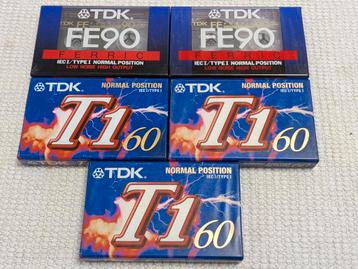 TDK
FE90
FERRIC
IEC I / TYPE I NORMAL POSITION
LOW NOISE HIGH OUTPUT
TDK
FE90
FERRIC
IEC I / TYPE I NORMAL POSITION
LOW NOISE HIGH OUTPUT
TDK
NORMAL POSITION
IEC I / TYPE I
T1 60
TDK
NORMAL POSITION
IEC I / TYPE I
T1 60
TDK
NORMAL POSITION
IEC I / TYPE I
T1 60